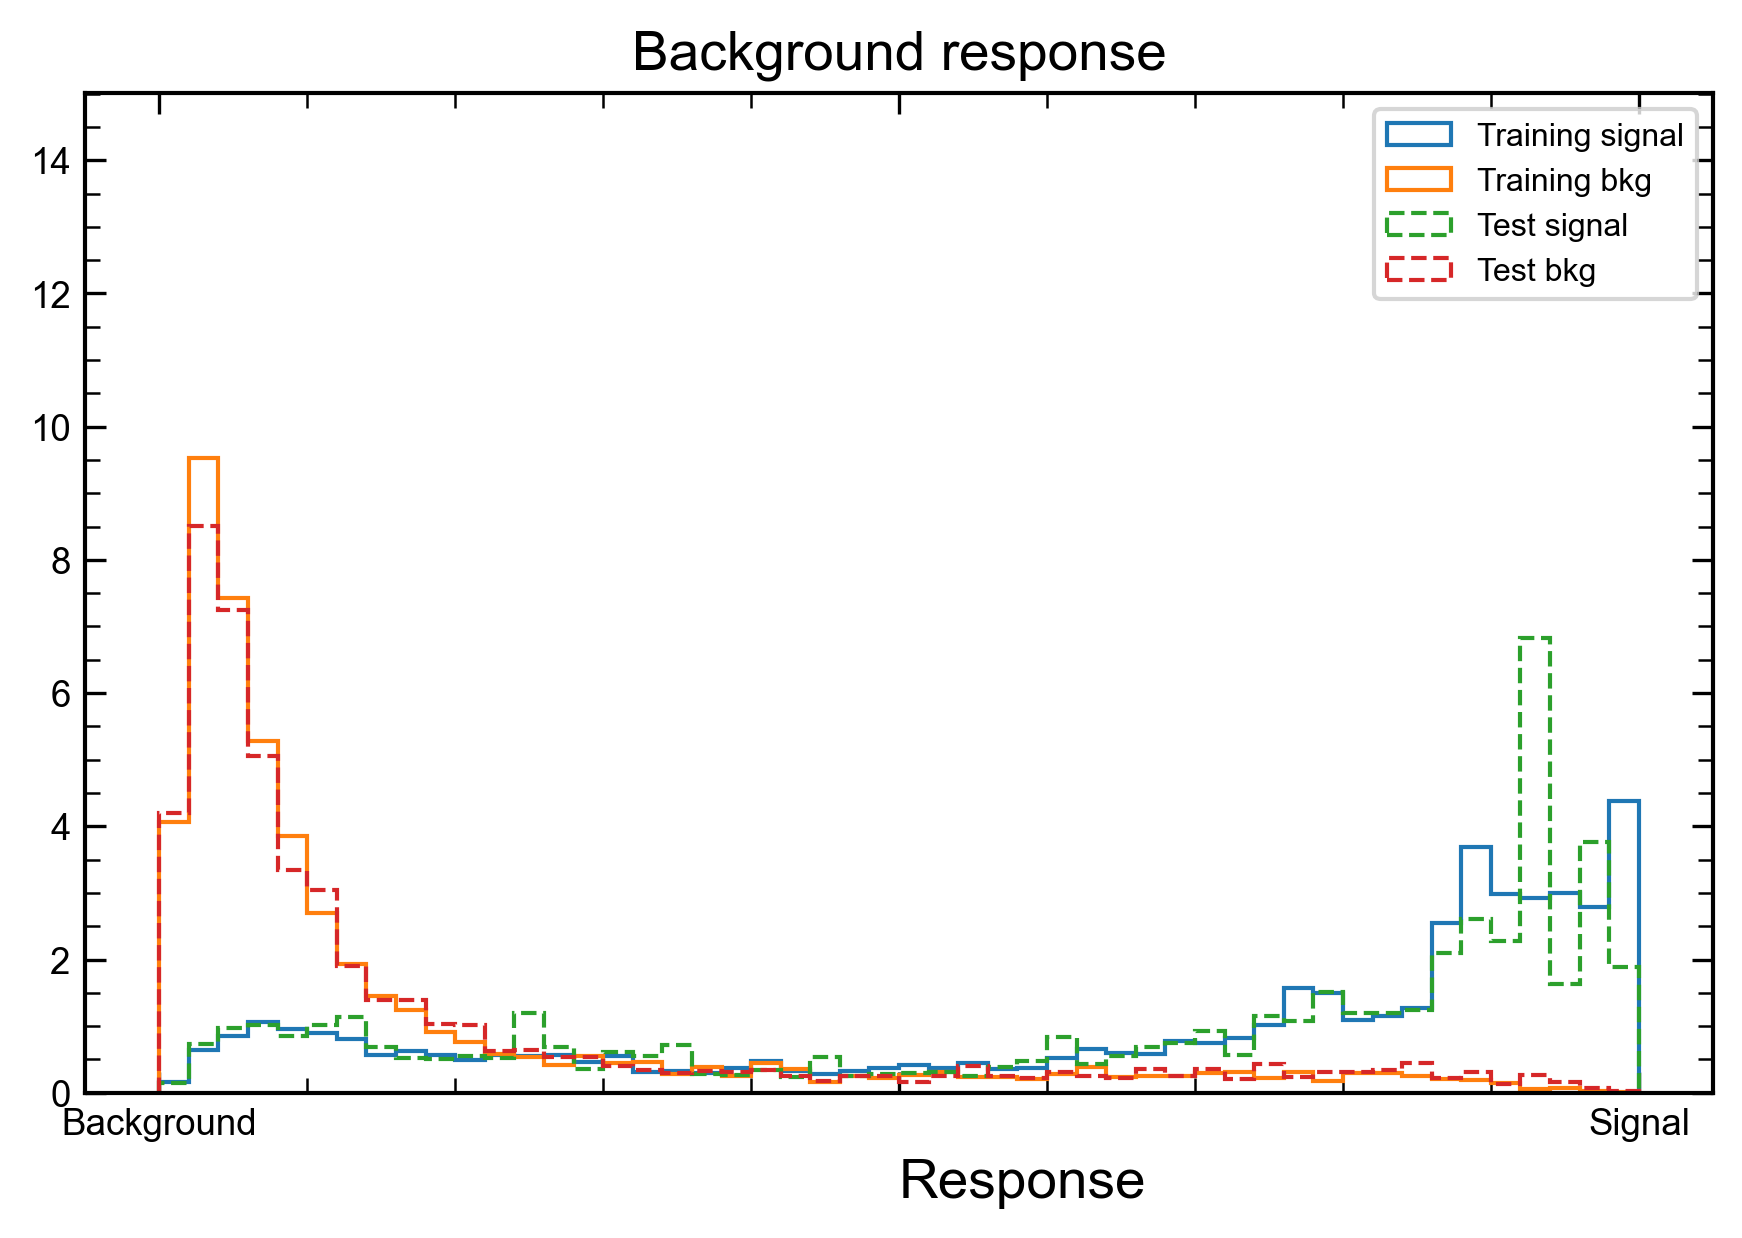 Background response
14
12
10
8
6
4
2
0
Training signal
Training bkg
Test signal
Test bkg
Background
Signal
Response